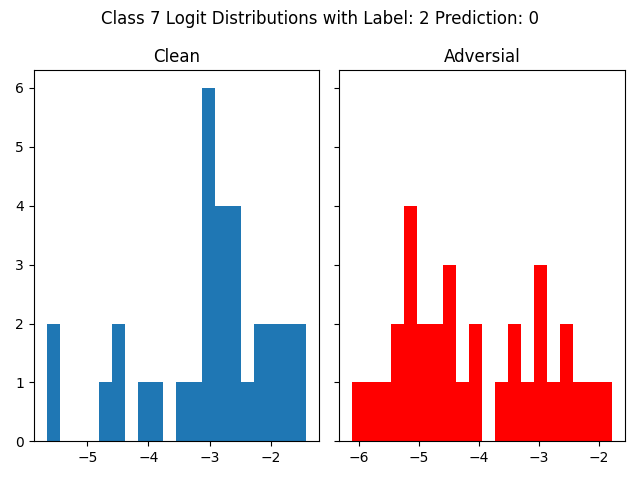 Class 7 Logit Distributions with Label: 2 Prediction: 0
Clean
Adversial
6
5
4
3
2
1
0
−5 −4 −3 −2
−6 −5 −4 −3 −2